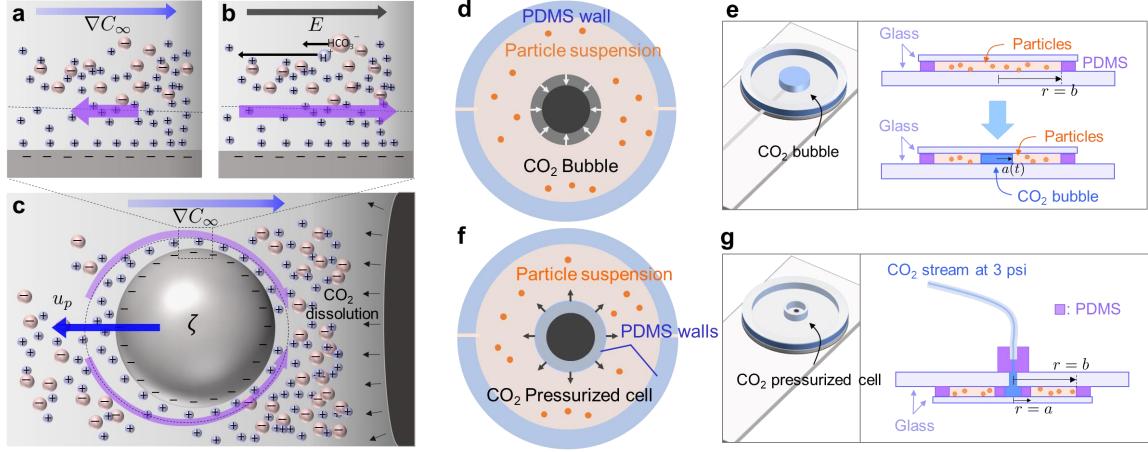 a
∇C∞
b
E
HCO₃⁻
H⁺
c
∇C∞
u_p
ζ
CO₂
dissolution
d
PDMS wall
Particle suspension
CO₂ Bubble
e
CO₂ bubble
Glass
Particles
PDMS
r = b
Glass
Particles
a(t)
CO₂ bubble
f
Particle suspension
PDMS walls
CO₂ Pressurized cell
g
CO₂ pressurized cell
CO₂ stream at 3 psi
: PDMS
r = b
r = a
Glass